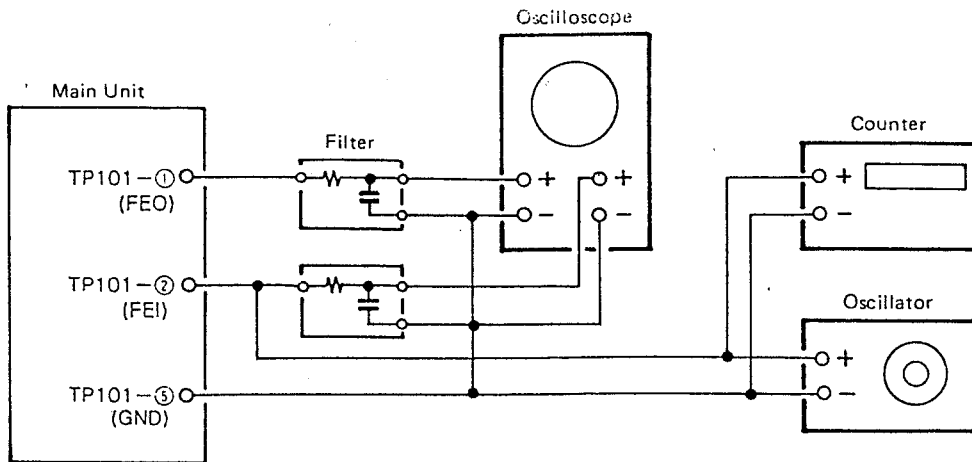 Oscilloscope
Main Unit
Filter
Counter
TP101-①
(FEO)
+
+
+
−
−
−
TP101-②
(FEI)
Oscillator
+
TP101-⑤
(GND)
−